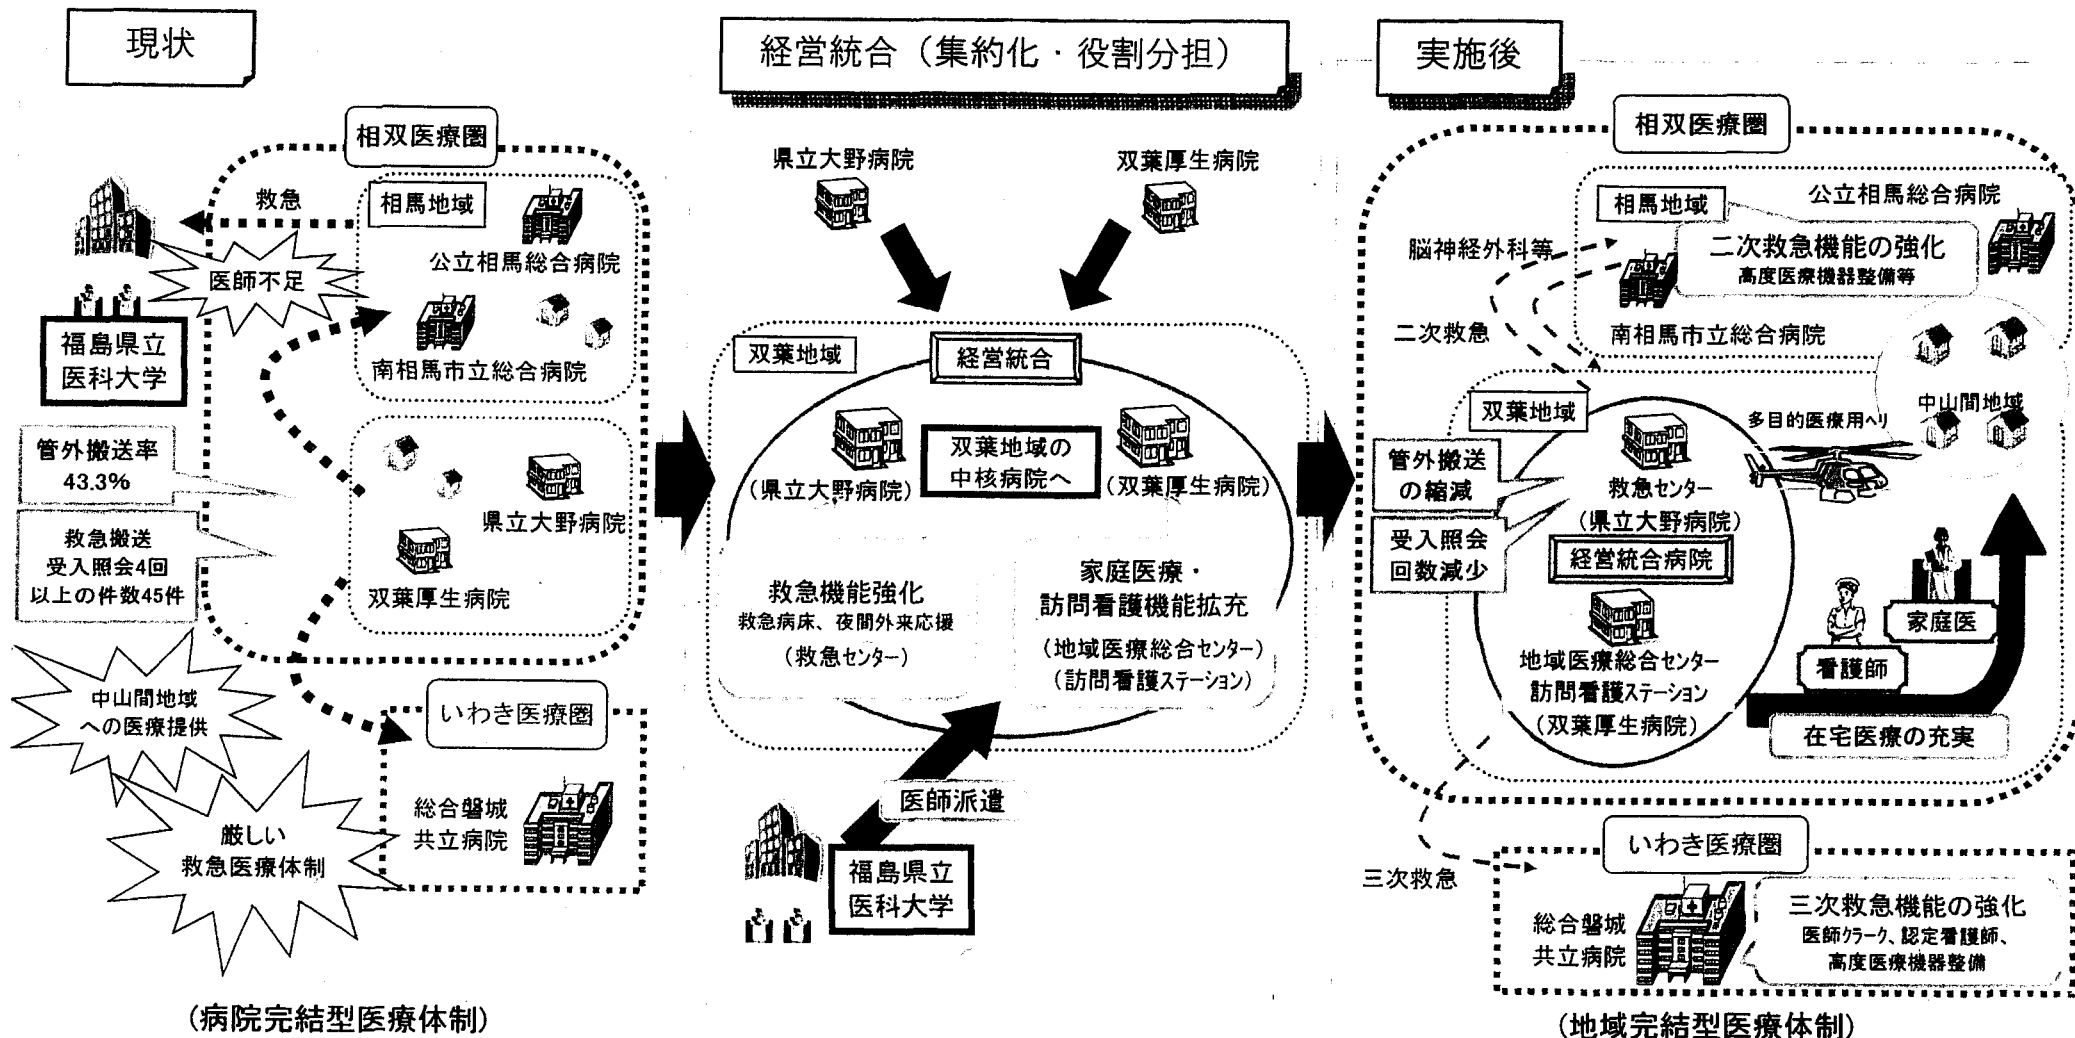 現状
相双医療圏
救急
相馬地域
公立相馬総合病院
医師不足
福島県立
医科大学
南相馬市立総合病院
管外搬送率
43.3%
救急搬送
受入照会4回
以上の件数45件
県立大野病院
双葉厚生病院
中山間地域
への医療提供
厳しい
救急医療体制
いわき医療圏
総合磐城
共立病院
(病院完結型医療体制)
経営統合（集約化・役割分担）
県立大野病院
双葉厚生病院
双葉地域
経営統合
双葉地域の
中核病院へ
(県立大野病院)
(双葉厚生病院)
救急機能強化
救急病床、夜間外来応援
(救急センター)
家庭医療・
訪問看護機能拡充
(地域医療総合センター)
(訪問看護ステーション)
医師派遣
福島県立
医科大学
実施後
相双医療圏
相馬地域
公立相馬総合病院
二次救急機能の強化
高度医療機器整備等
脳神経外科等
二次救急
南相馬市立総合病院
双葉地域
中山間地域
多目的医療用ヘリ
管外搬送
の縮減
受入照会
回数減少
救急センター
(県立大野病院)
経営統合病院
地域医療総合センター
訪問看護ステーション
(双葉厚生病院)
家庭医
看護師
在宅医療の充実
いわき医療圏
三次救急
総合磐城
共立病院
三次救急機能の強化
医師クラーク、認定看護師、
高度医療機器整備
(地域完結型医療体制)